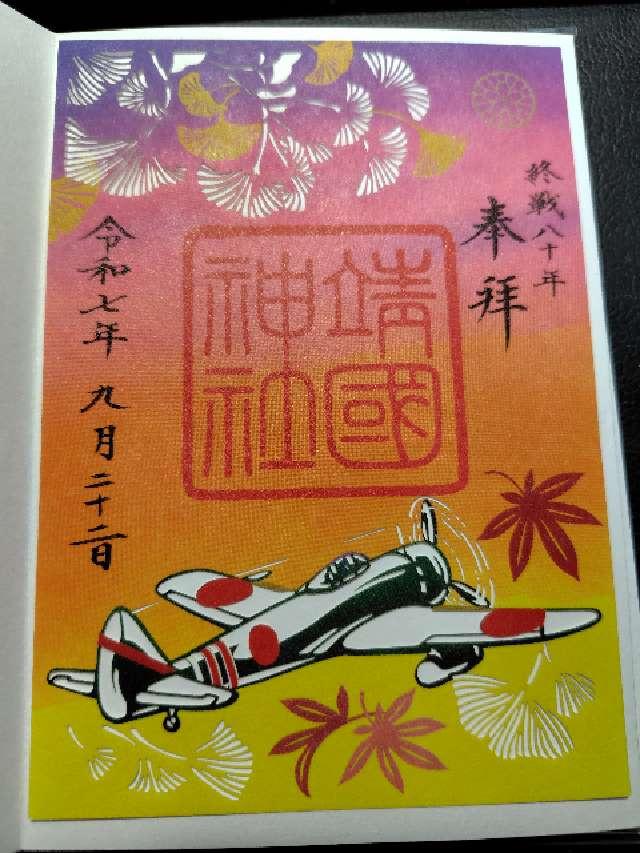 終戦八十年
奉拝
靖國
神社
令和七年 九月二十二日